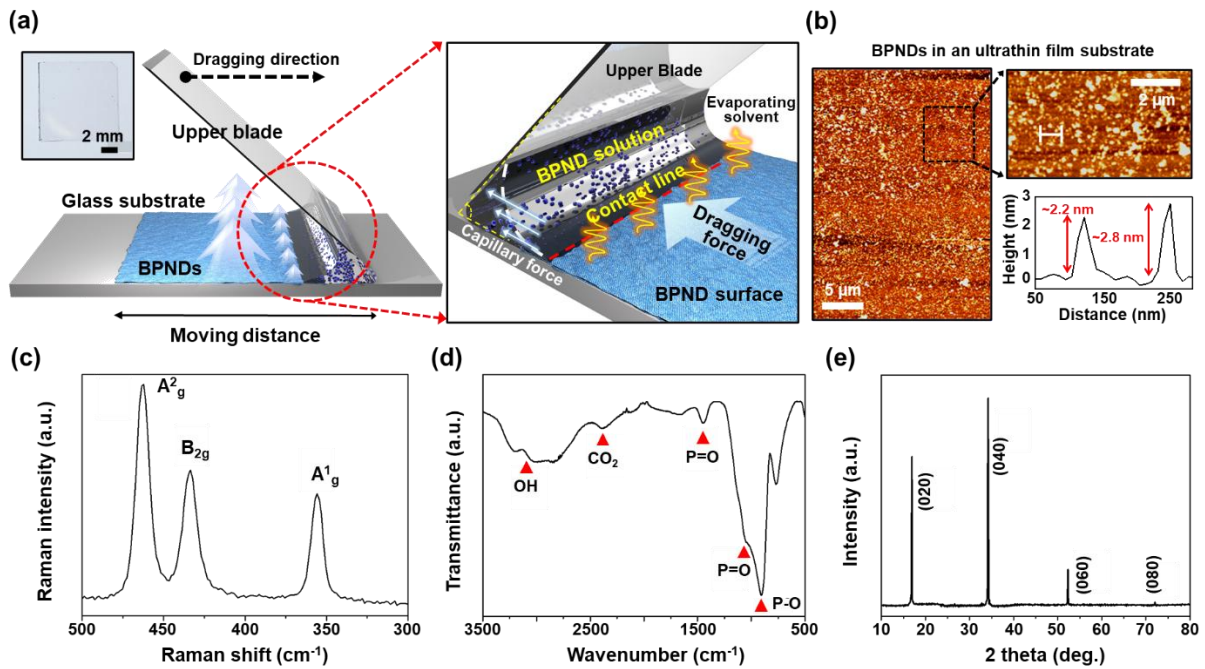 (a)
Dragging direction
2 mm
Upper blade
Glass substrate
BPNDs
Moving distance
Upper Blade
Evaporating
solvent
BPND solution
Contact line
Capillary force
Dragging
force
BPND surface
(b)
BPNDs in an ultrathin film substrate
5 µm
2 µm
Height
(nm)
3
2
1
0
~2.2 nm
~2.8 nm
50
150
250
Distance (nm)
(c)
Raman intensity (a.u.)
A²g
B₂g
A¹g
500
450
400
350
300
Raman shift (cm⁻¹)
(d)
Transmittance (a.u.)
OH
CO₂
P=O
P=O
P-O
3500
2500
1500
500
Wavenumber (cm⁻¹)
(e)
Intensity (a.u.)
(020)
(040)
(060)
(080)
10
20
30
40
50
60
70
80
2 theta (deg.)